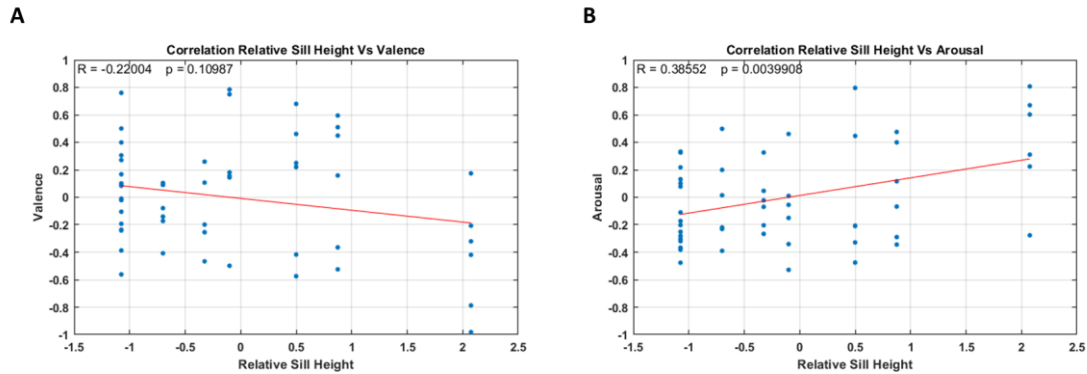 A
Correlation Relative Sill Height Vs Valence
R = -0.22004 p = 0.10987
1
0.8
0.6
0.4
0.2
0
-0.2
-0.4
-0.6
-0.8
-1
Valence
-1.5 -1 -0.5 0 0.5 1 1.5 2 2.5
Relative Sill Height
B
Correlation Relative Sill Height Vs Arousal
R = 0.38552 p = 0.0039908
1
0.8
0.6
0.4
0.2
0
-0.2
-0.4
-0.6
-0.8
-1
Arousal
-1.5 -1 -0.5 0 0.5 1 1.5 2 2.5
Relative Sill Height